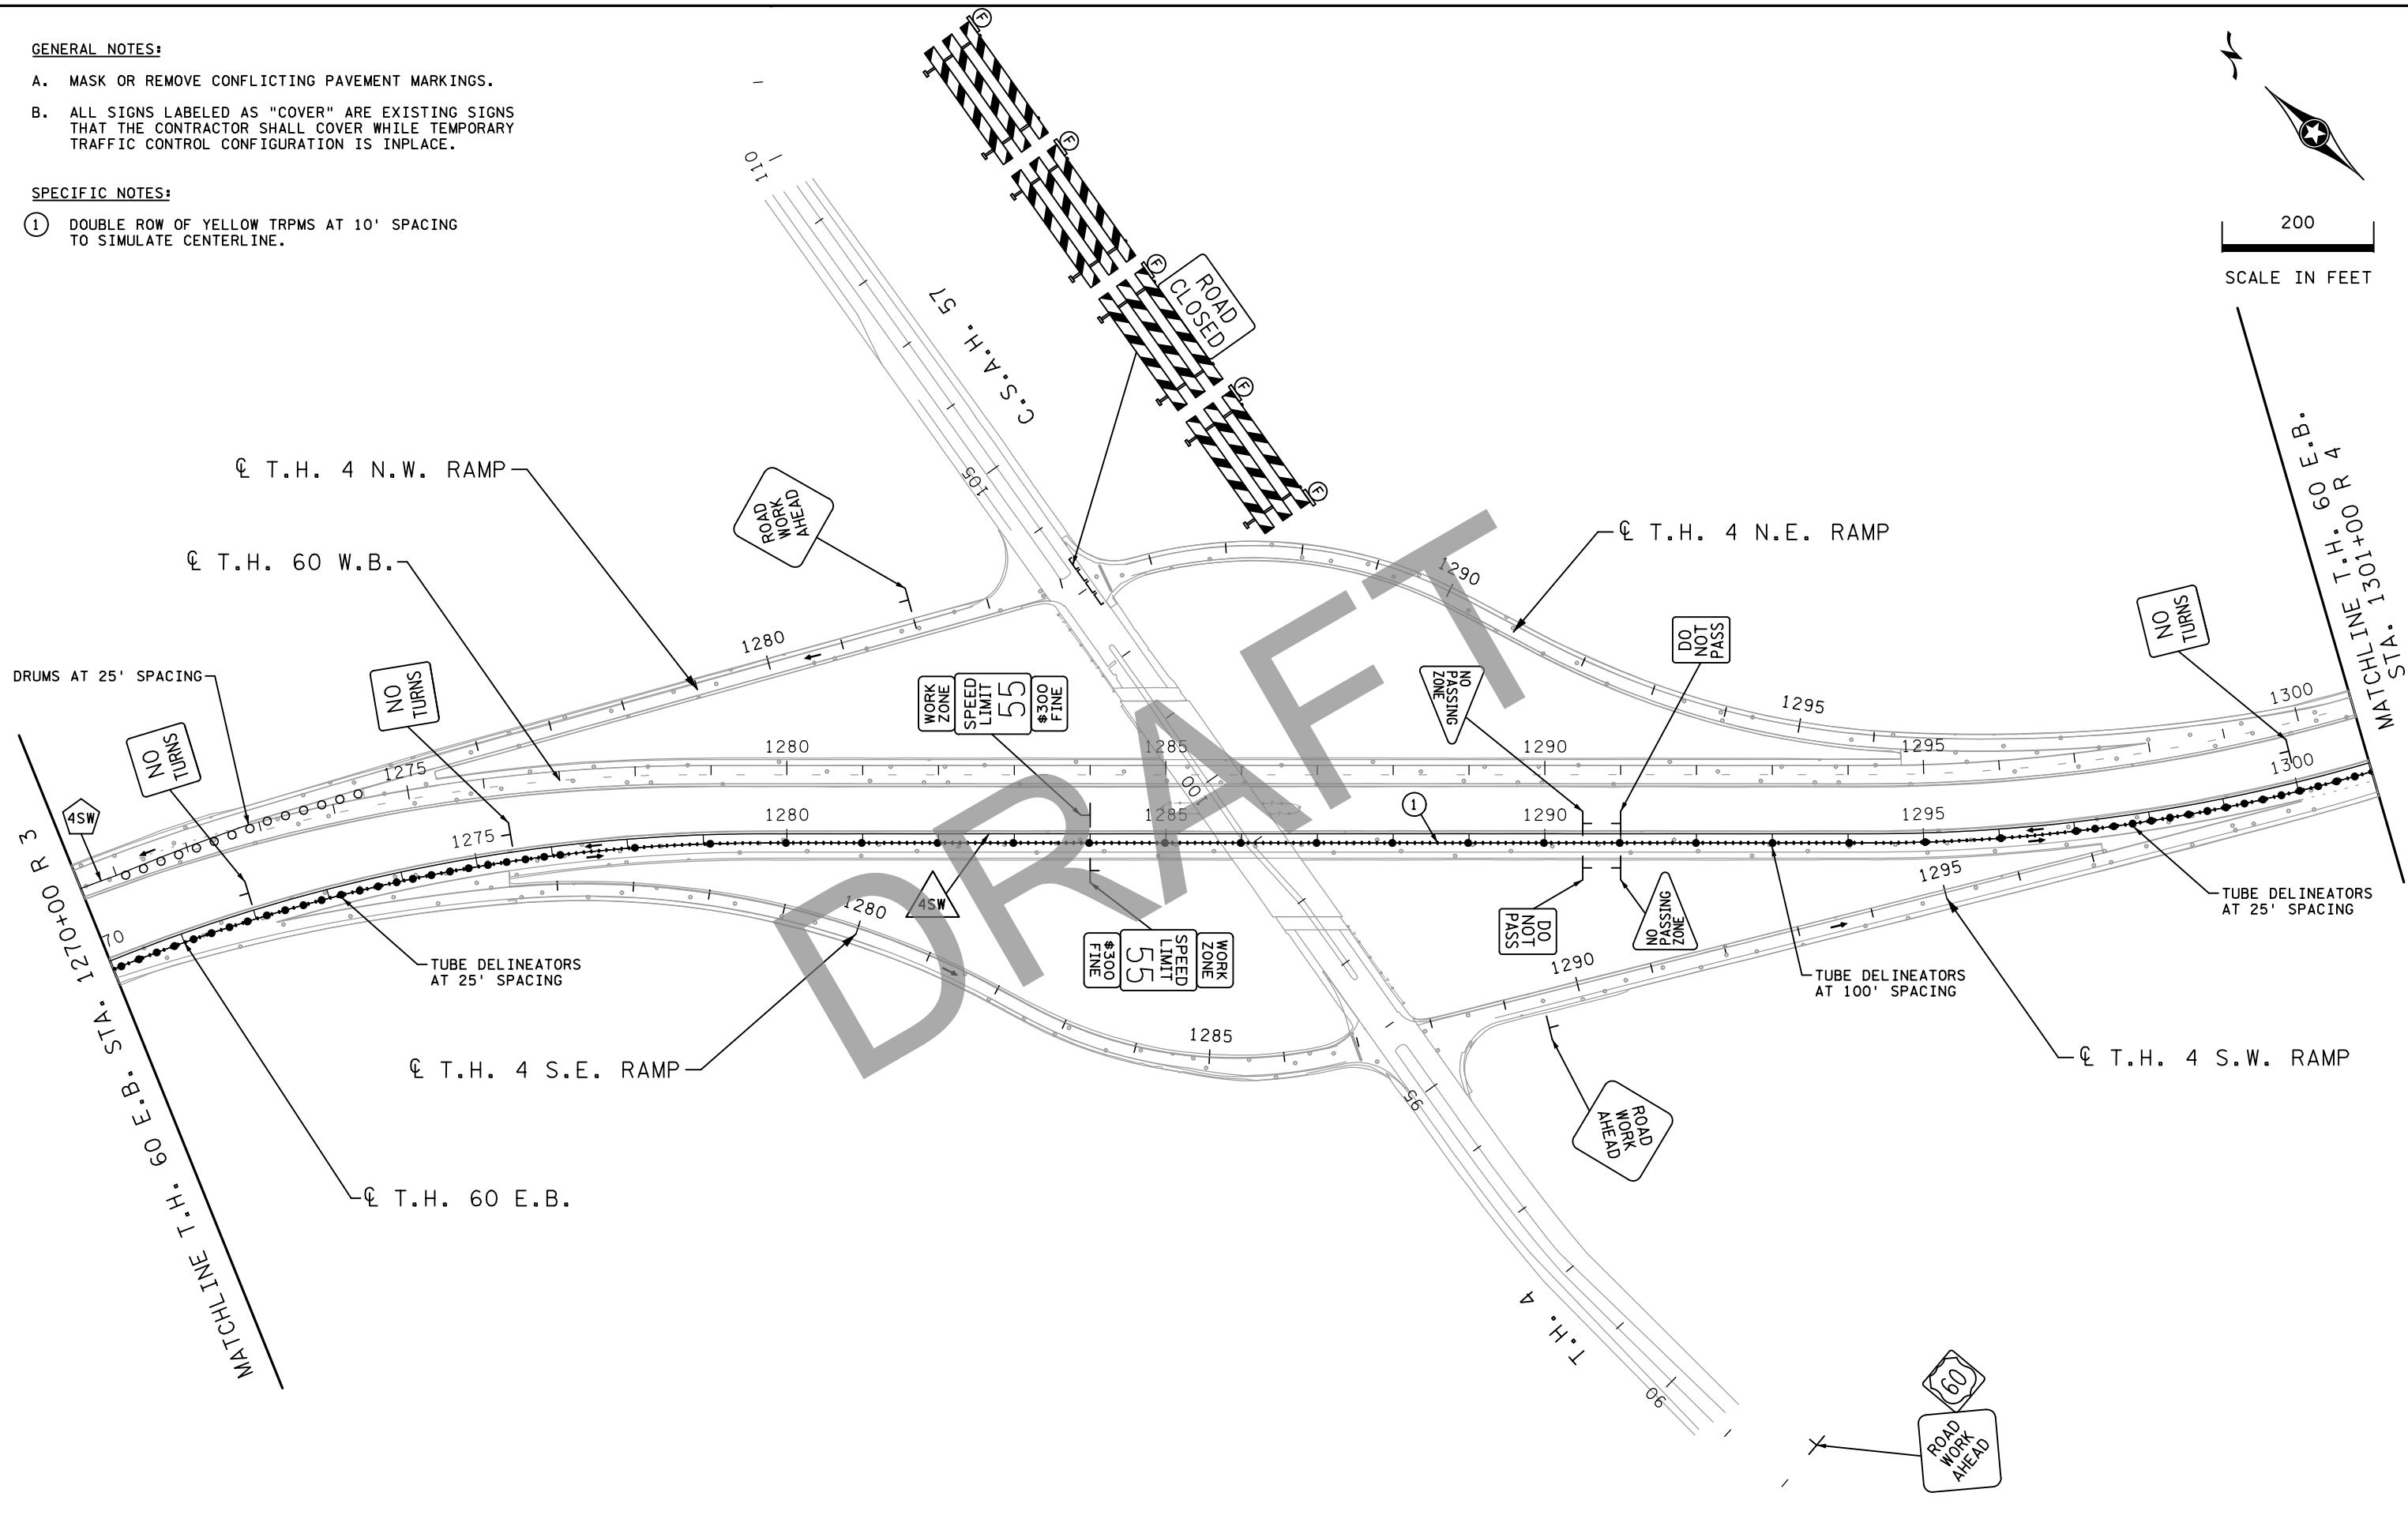 GENERAL NOTES:
A. MASK OR REMOVE CONFLICTING PAVEMENT MARKINGS.
B. ALL SIGNS LABELED AS "COVER" ARE EXISTING SIGNS
THAT THE CONTRACTOR SHALL COVER WHILE TEMPORARY
TRAFFIC CONTROL CONFIGURATION IS INPLACE.
SPECIFIC NOTES:
1 DOUBLE ROW OF YELLOW TRPMS AT 10' SPACING
TO SIMULATE CENTERLINE.
F
F
F
F
F
ROAD
CLOSED
200
SCALE IN FEET
110
C.S.A.H. 57
105
℄ T.H. 4 N.W. RAMP
ROAD
WORK
AHEAD
℄ T.H. 60 W.B.
℄ T.H. 4 N.E. RAMP
1290
1295
1300
MATCHLINE T.H. 60 E.B.
STA. 1301+00 R 4
NO
TURNS
DO
NOT
PASS
NO
PASSING
ZONE
WORK
ZONE
SPEED
LIMIT
55
$300
FINE
1280
DRUMS AT 25' SPACING
NO
TURNS
NO
TURNS
4SW
1275
1280
1285
1290
1295
1300
100
1
1275
1280
1285
1290
1295
70
4SW
TUBE DELINEATORS
AT 25' SPACING
TUBE DELINEATORS
AT 25' SPACING
TUBE DELINEATORS
AT 100' SPACING
WORK
ZONE
SPEED
LIMIT
55
$300
FINE
DO
NOT
PASS
NO
PASSING
ZONE
1280
1285
1290
1295
℄ T.H. 4 S.E. RAMP
℄ T.H. 4 S.W. RAMP
℄ T.H. 60 E.B.
MATCHLINE T.H. 60 E.B. STA. 1270+00 R 3
95
ROAD
WORK
AHEAD
T.H. 4
90
60
ROAD
WORK
AHEAD
DRAFT